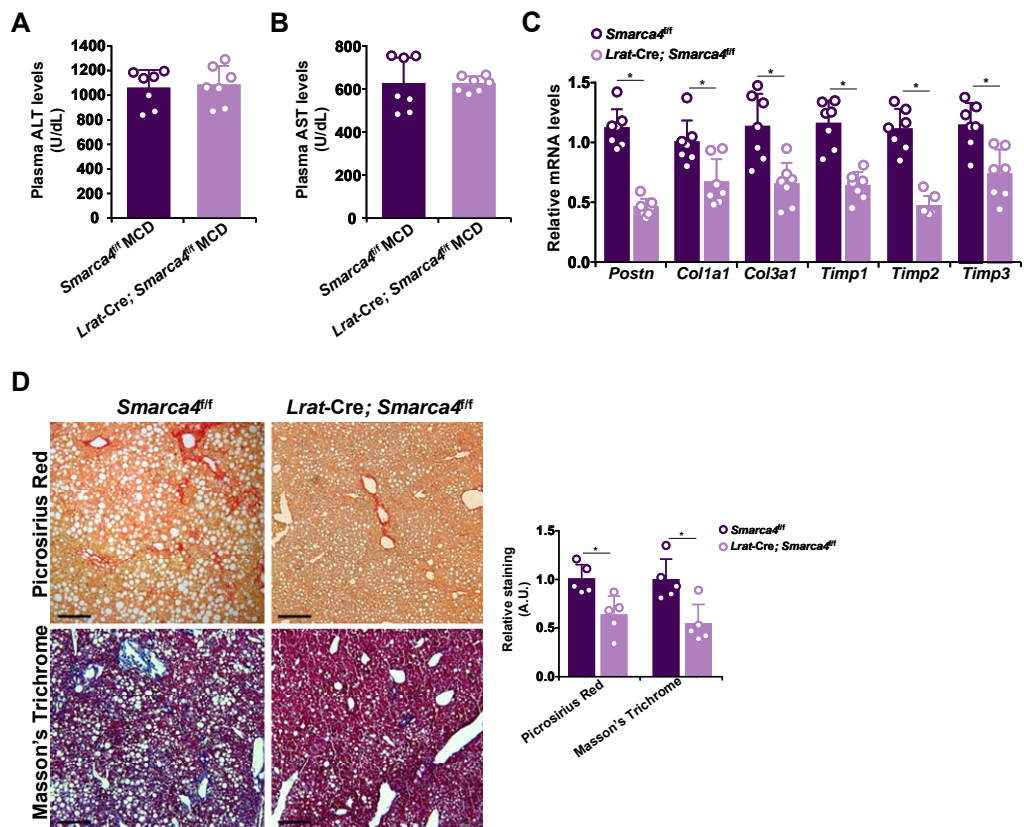 A
Plasma ALT levels
(U/dL)
1400
1200
1000
800
600
400
200
0
Smarca4f/f MCD
Lrat-Cre; Smarca4f/f MCD
B
Plasma AST levels
(U/dL)
800
600
400
200
0
Smarca4f/f MCD
Lrat-Cre; Smarca4f/f MCD
C
Smarca4f/f
Lrat-Cre; Smarca4f/f
Relative mRNA levels
1.5
1.0
0.5
0.0
* * * * * *
Postn Col1a1 Col3a1 Timp1 Timp2 Timp3
D
Smarca4f/f Lrat-Cre; Smarca4f/f
Picrosirius Red
Masson's Trichrome
Relative staining
(A.U.)
1.5
1.0
0.5
0.0
* *
Smarca4f/f
Lrat-Cre; Smarca4f/f
Picrosirius Red
Masson's Trichrome